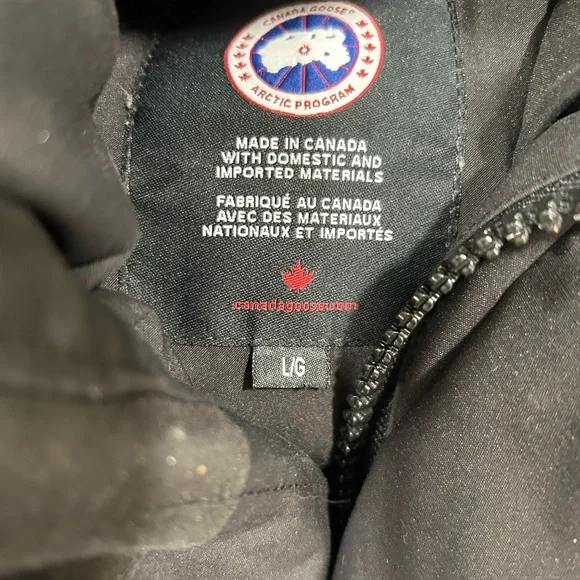 CANADA GOOSE®
ARCTIC PROGRAM
MADE IN CANADA
WITH DOMESTIC AND
IMPORTED MATERIALS
FABRIQUÉ AU CANADA
AVEC DES MATERIAUX
NATIONAUX ET IMPORTÉS
canadagoose.com
L/G